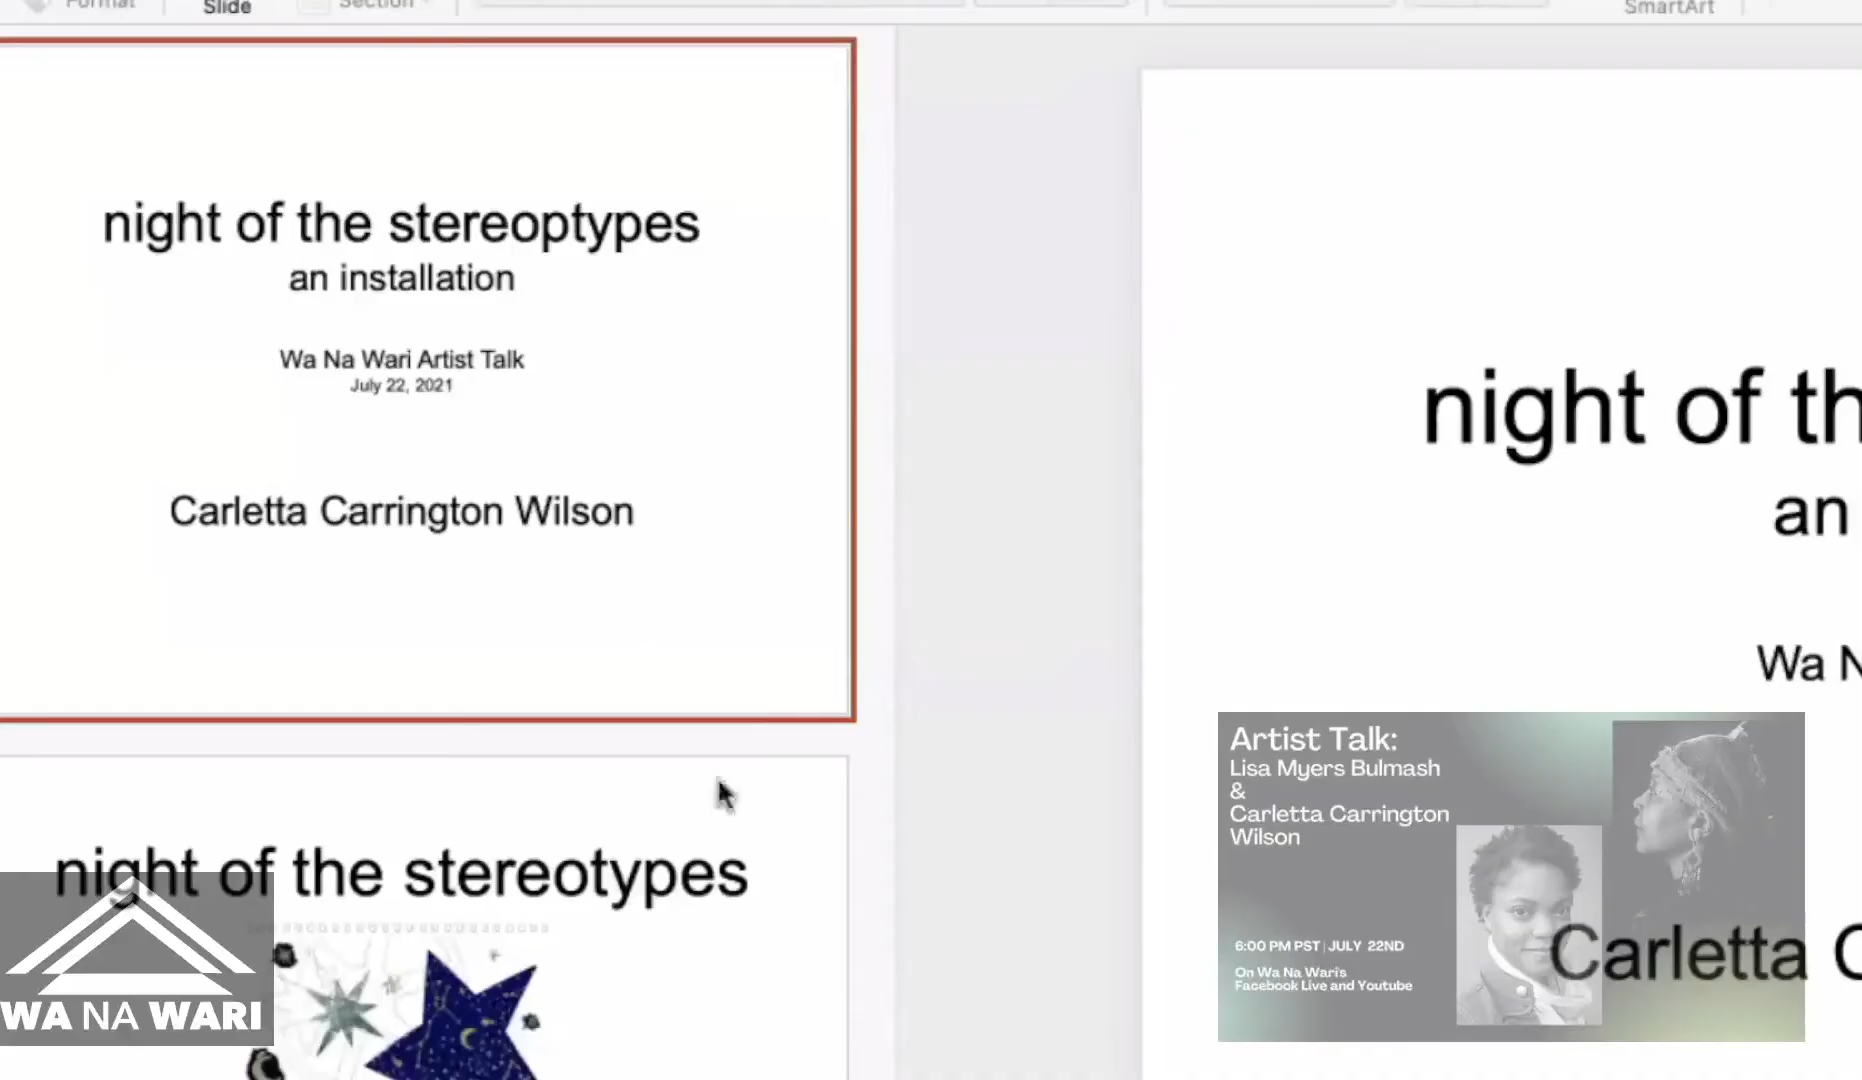 Format
Slide
Section
SmartArt
night of the stereoptypes
an installation
Wa Na Wari Artist Talk
July 22, 2021
Carletta Carrington Wilson
night of the stereotypes
WA NA WARI
night of th
an
Wa N
Carletta C
Artist Talk:
Lisa Myers Bulmash
&
Carletta Carrington
Wilson
6:00 PM PST | JULY 22ND
On Wa Na Wari's
Facebook Live and Youtube